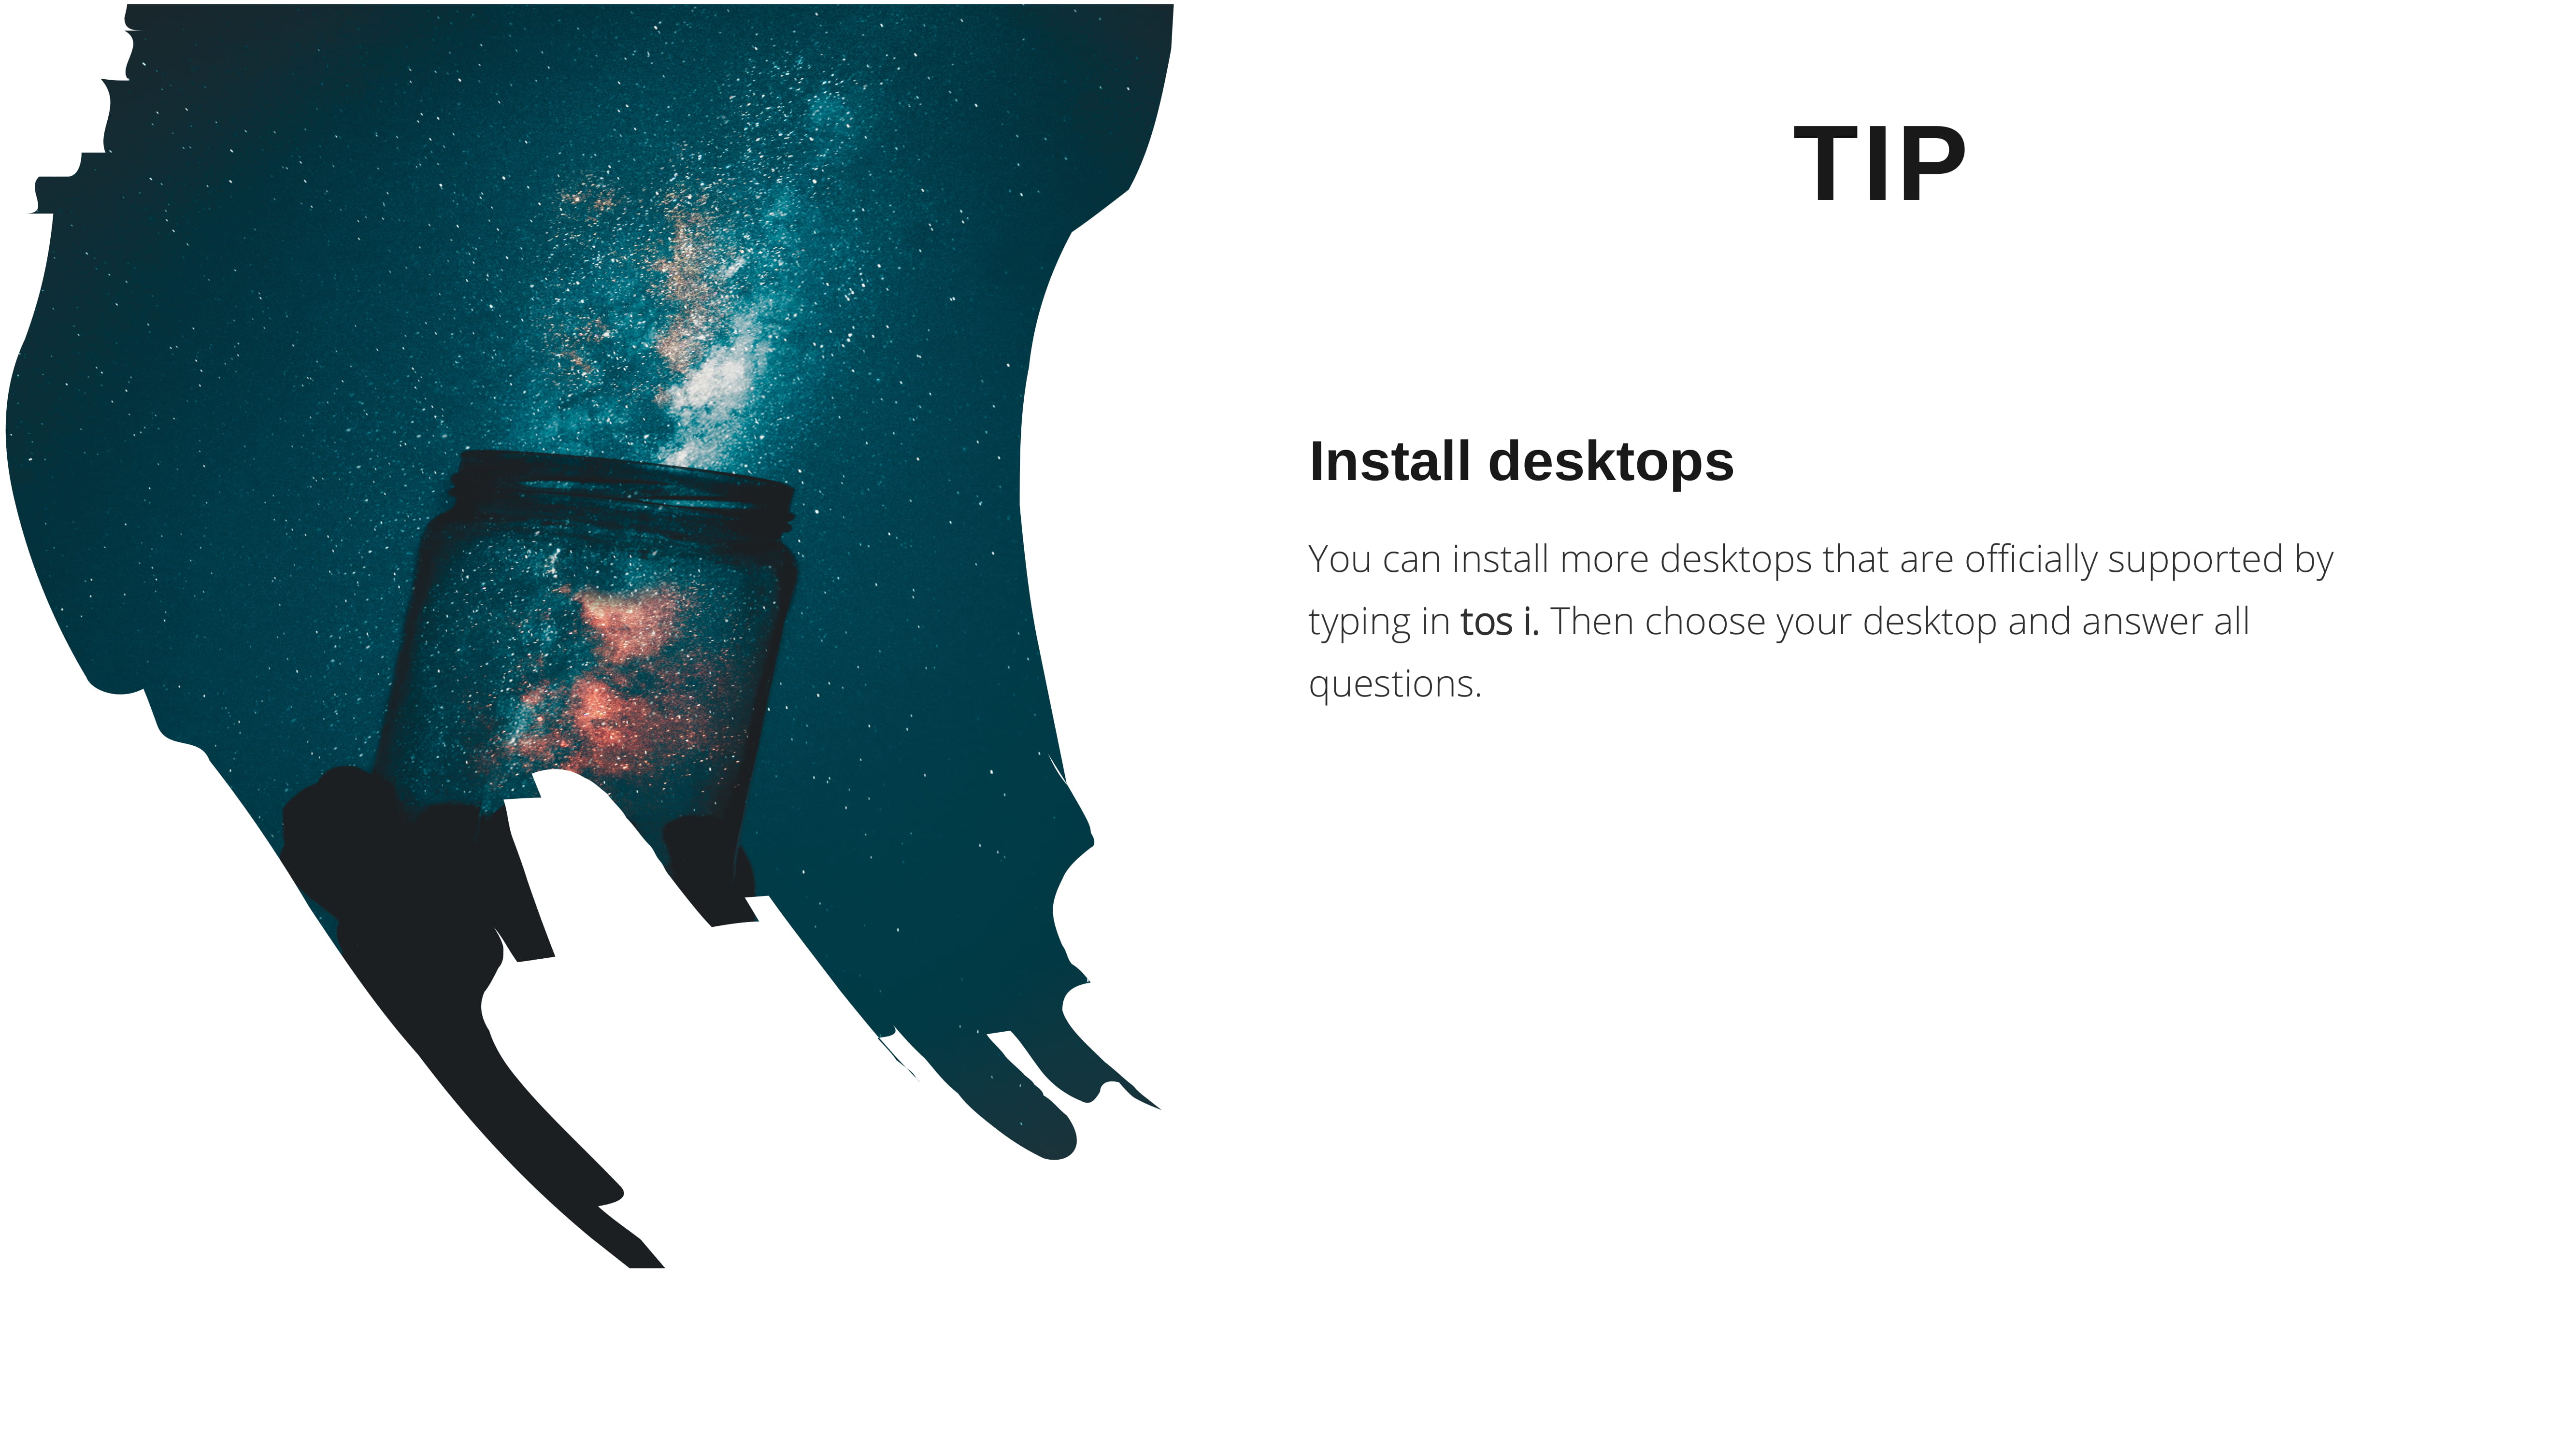 TIP
Install desktops
You can install more desktops that are officially supported by
typing in tos i. Then choose your desktop and answer all
questions.